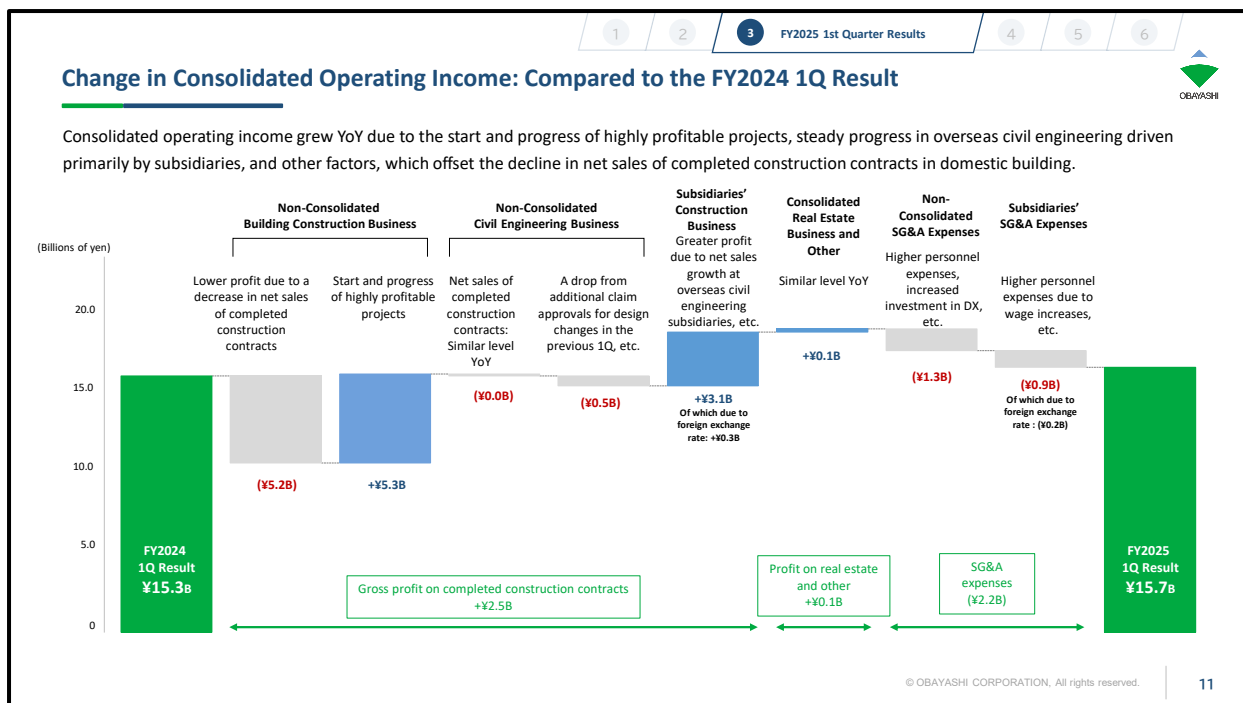 1
2
3
FY2025 1st Quarter Results
4
5
6
Change in Consolidated Operating Income: Compared to the FY2024 1Q Result
OBAYASHI
Consolidated operating income grew YoY due to the start and progress of highly profitable projects, steady progress in overseas civil engineering driven
primarily by subsidiaries, and other factors, which offset the decline in net sales of completed construction contracts in domestic building.
(Billions of yen)
20.0
15.0
10.0
5.0
0
Non-Consolidated
Building Construction Business
Lower profit due to a
decrease in net sales
of completed
construction
contracts
Start and progress
of highly profitable
projects
Non-Consolidated
Civil Engineering Business
Net sales of
completed
construction
contracts:
Similar level
YoY
A drop from
additional claim
approvals for design
changes in the
previous 1Q, etc.
Subsidiaries'
Construction
Business
Greater profit
due to net sales
growth at
overseas civil
engineering
subsidiaries, etc.
Consolidated
Real Estate
Business and
Other
Similar level YoY
Non-
Consolidated
SG&A Expenses
Higher personnel
expenses,
increased
investment in DX,
etc.
Subsidiaries'
SG&A Expenses
Higher personnel
expenses due to
wage increases,
etc.
(¥5.2B)
+¥5.3B
(¥0.0B)
(¥0.5B)
+¥3.1B
Of which due to
foreign exchange
rate: +¥0.3B
+¥0.1B
(¥1.3B)
(¥0.9B)
Of which due to
foreign exchange
rate : (¥0.2B)
FY2024
1Q Result
¥15.3B
Gross profit on completed construction contracts
+¥2.5B
Profit on real estate
and other
+¥0.1B
SG&A
expenses
(¥2.2B)
FY2025
1Q Result
¥15.7B
© OBAYASHI CORPORATION, All rights reserved.
11